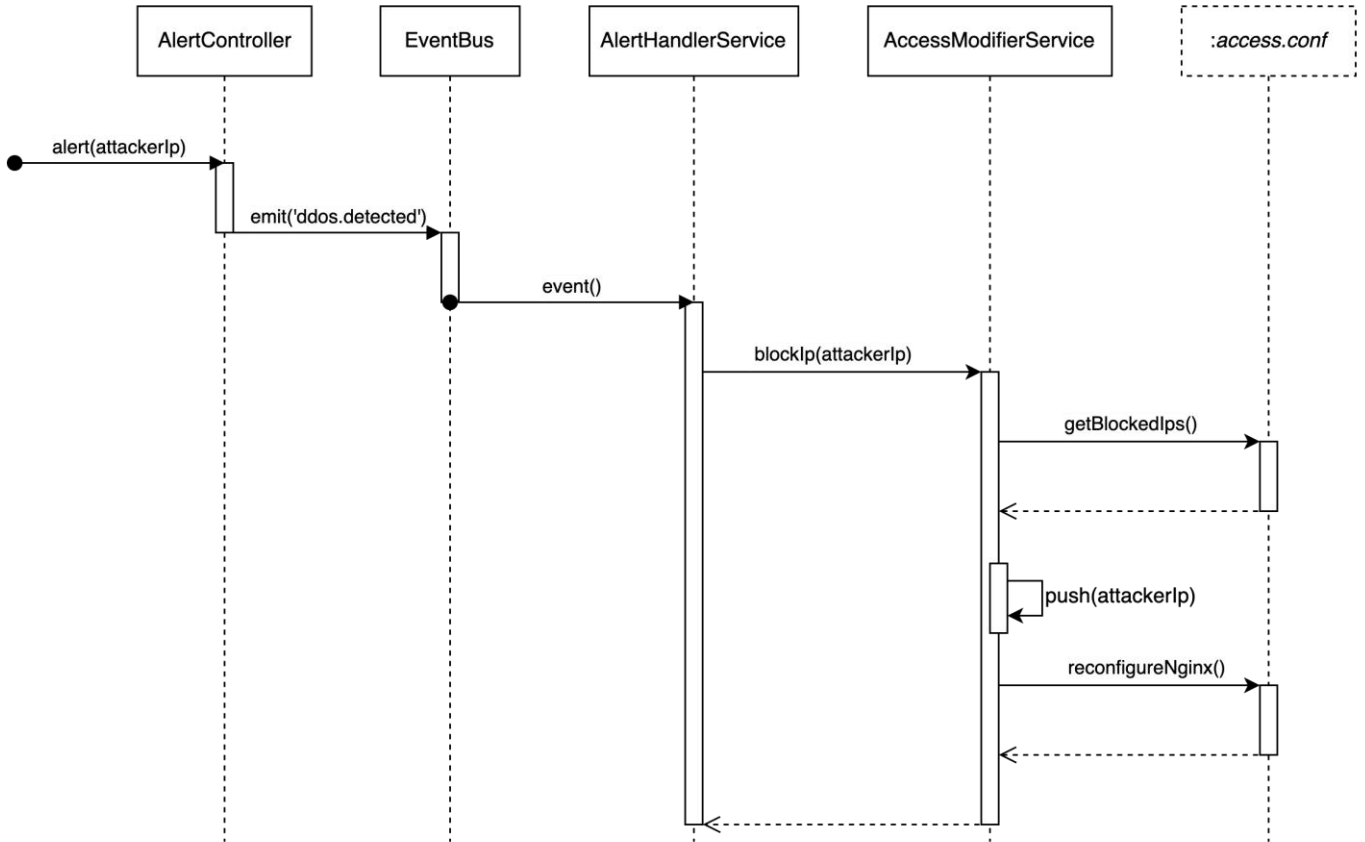 AlertController
EventBus
AlertHandlerService
AccessModifierService
:access.conf
alert(attackerIp)
emit('ddos.detected')
event()
blockIp(attackerIp)
getBlockedIps()
push(attackerIp)
reconfigureNginx()